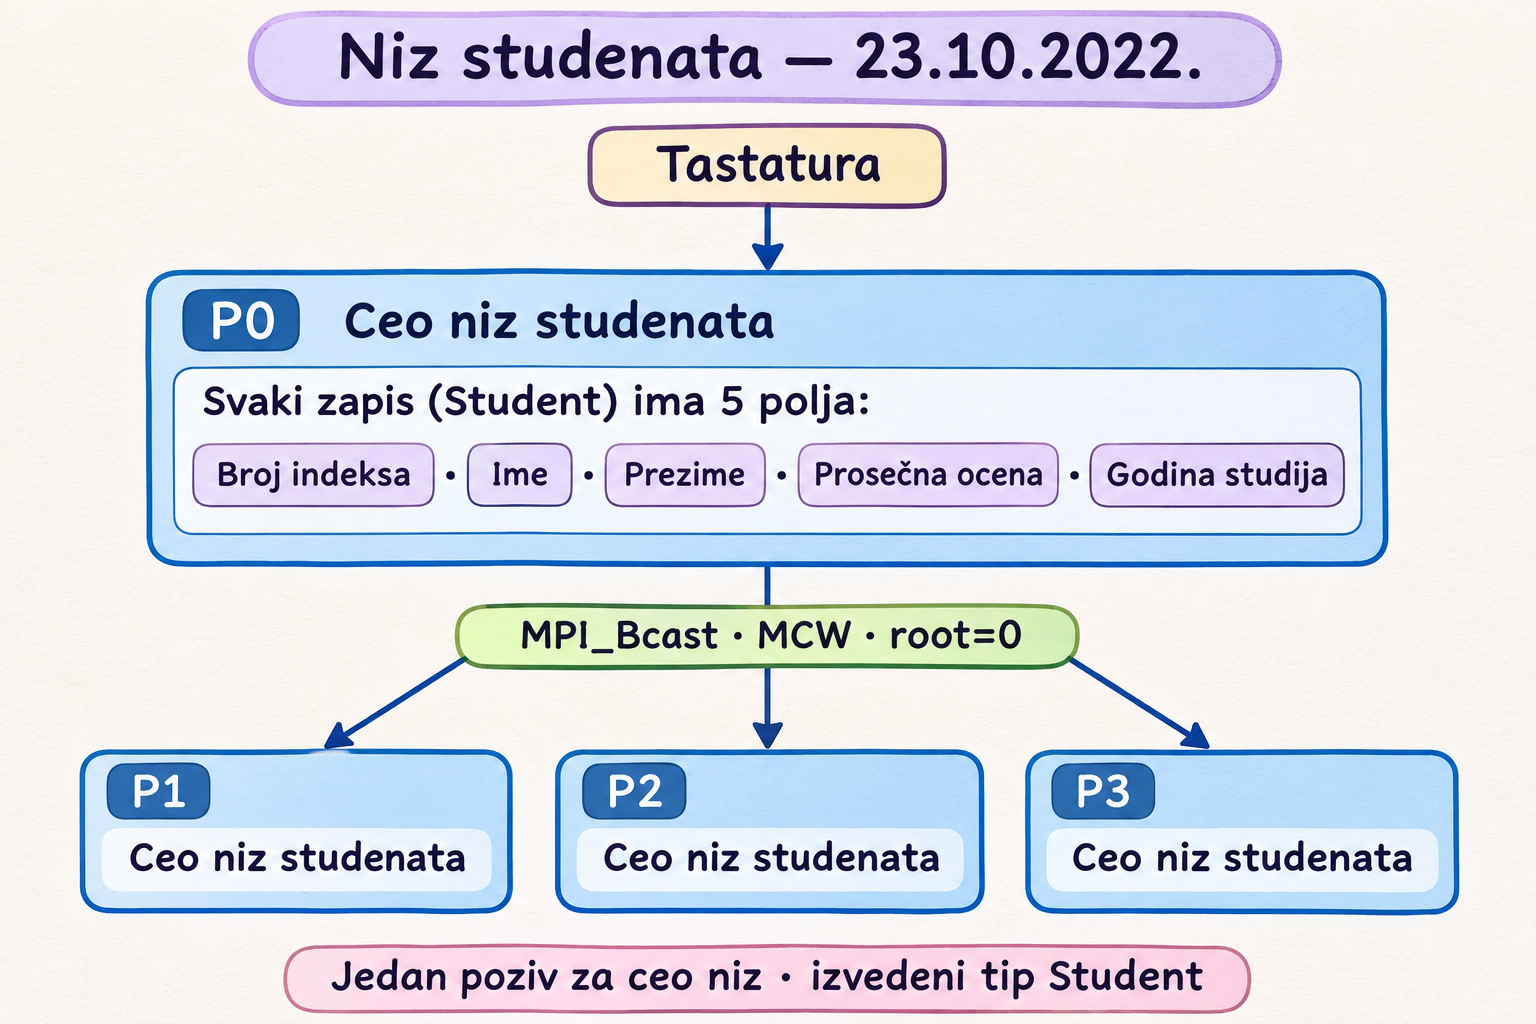 Niz studenata — 23.10.2022.
Tastatura
P0 Ceo niz studenata
Svaki zapis (Student) ima 5 polja:
Broj indeksa • Ime • Prezime • Prosečna ocena • Godina studija
MPI_Bcast · MCW · root=0
P1
Ceo niz studenata
P2
Ceo niz studenata
P3
Ceo niz studenata
Jedan poziv za ceo niz · izvedeni tip Student